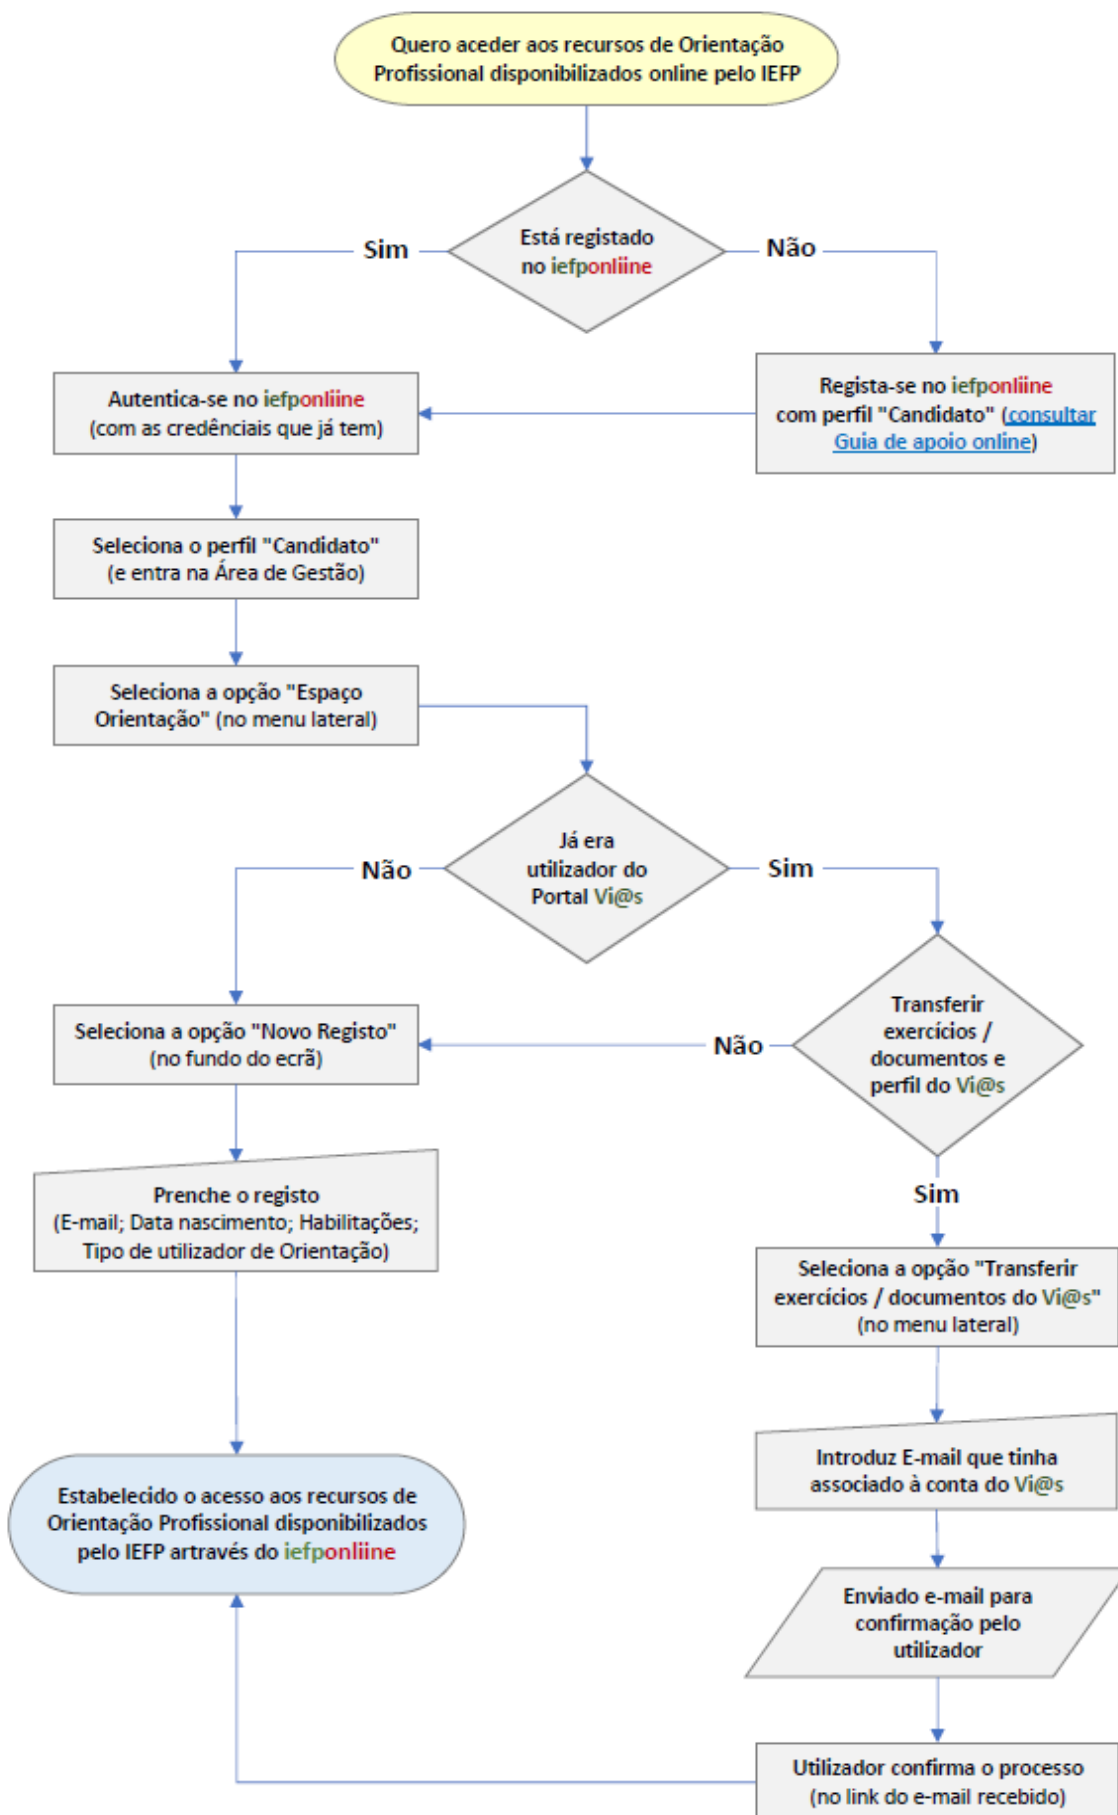 Quero aceder aos recursos de Orientação
Profissional disponibilizados online pelo IEFP
Está registado
no iefponliine
Sim
Não
Autentica-se no iefponliine
(com as credênciais que já tem)
Regista-se no iefponliine
com perfil "Candidato" (consultar
Guia de apoio online)
Seleciona o perfil "Candidato"
(e entra na Área de Gestão)
Seleciona a opção "Espaço
Orientação" (no menu lateral)
Já era
utilizador do
Portal Vi@s
Não
Sim
Transferir
exercícios /
documentos e
perfil do Vi@s
Seleciona a opção "Novo Registo"
(no fundo do ecrã)
Não
Sim
Prenche o registo
(E-mail; Data nascimento; Habilitações;
Tipo de utilizador de Orientação)
Seleciona a opção "Transferir
exercícios / documentos do Vi@s"
(no menu lateral)
Introduz E-mail que tinha
associado à conta do Vi@s
Estabelecido o acesso aos recursos de
Orientação Profissional disponibilizados
pelo IEFP artravés do iefponliine
Enviado e-mail para
confirmação pelo
utilizador
Utilizador confirma o processo
(no link do e-mail recebido)